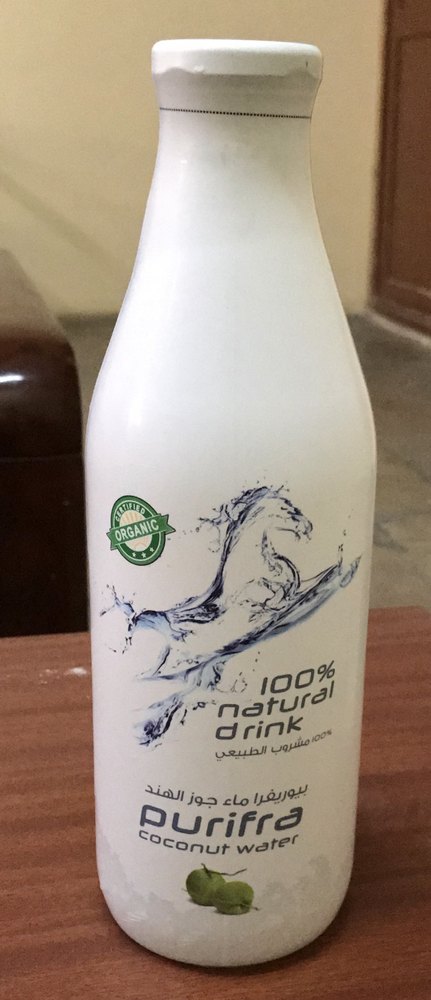 CERTIFIED
ORGANIC
100%
natural
drink
100% مشروب الطبيعي
بيوريفرا ماء جوز الهند
purifra
coconut water